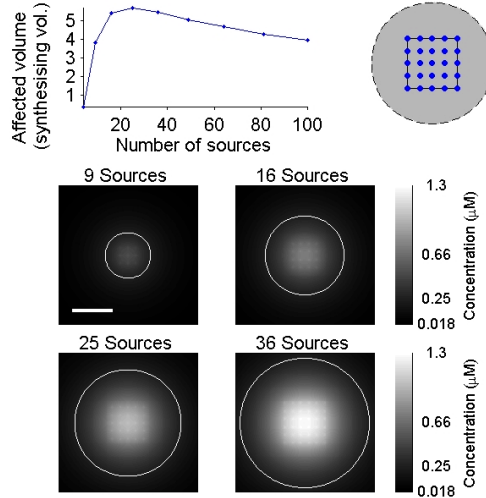 Affected volume
(synthesising vol.)
5
4
3
2
1
20 40 60 80 100
Number of sources
9 Sources
16 Sources
1.3
0.66
0.25
0.018
Concentration (μM)
25 Sources
36 Sources
1.3
0.66
0.25
0.018
Concentration (μM)